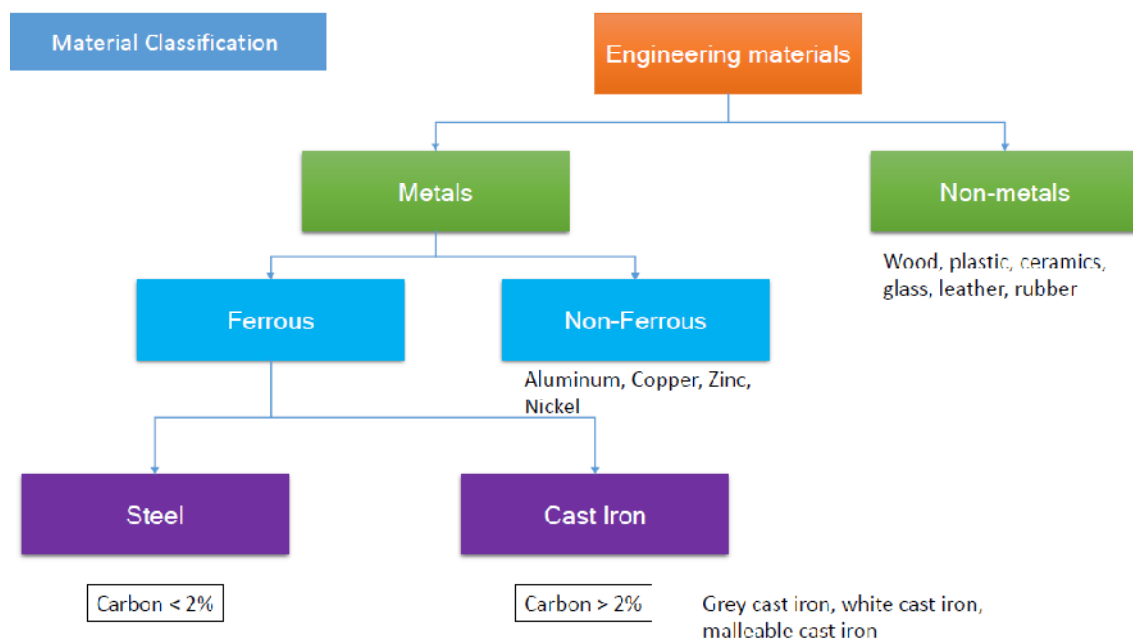 Material Classification
Engineering materials
Metals
Non-metals
Wood, plastic, ceramics,
glass, leather, rubber
Ferrous
Non-Ferrous
Aluminum, Copper, Zinc,
Nickel
Steel
Cast Iron
Carbon < 2%
Carbon > 2%
Grey cast iron, white cast iron,
malleable cast iron